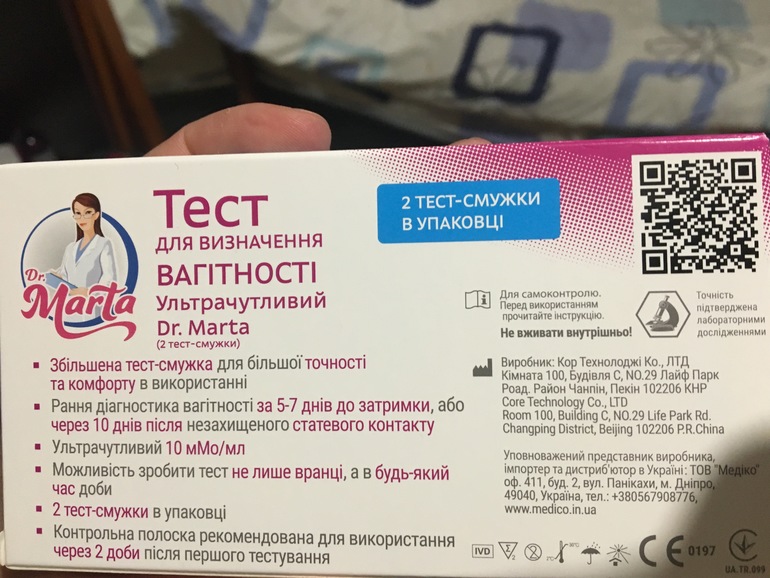 Dr.
Marta
Тест
ДЛЯ ВИЗНАЧЕННЯ
ВАГІТНОСТІ
Ультрачутливий
Dr. Marta
(2 тест-смужки)
2 ТЕСТ-СМУЖКИ
В УПАКОВЦІ
▪ Збільшена тест-смужка для більшої точності
та комфорту в використанні
▪ Рання діагностика вагітності за 5-7 днів до затримки, або
через 10 днів після незахищеного статевого контакту
▪ Ультрачутливий 10 мМо/мл
▪ Можливість зробити тест не лише вранці, а в будь-який
час доби
▪ 2 тест-смужки в упаковці
▪ Контрольна полоска рекомендована для використання
через 2 доби після першого тестування
Для самоконтролю.
Перед використанням
прочитайте інструкцію.
Не вживати внутрішньо!
Точність
підтверджена
лабораторними
дослідженнями
Виробник: Кор Технолоджі Ко., ЛТД
Кімната 100, Будівля С, NO.29 Лайф Парк
Роад. Район Чанпін, Пекін 102206 КНР
Core Technology Co., LTD
Room 100, Building C, NO.29 Life Park Rd.
Changping District, Beijing 102206 P.R.China
Уповноважений представник виробника,
імпортер та дистриб'ютор в Україні: ТОВ "Медіко"
оф. 411, буд. 2, вул. Панікахи, м. Дніпро,
49040, Україна, тел.: +380567908776,
www.medico.in.ua
IVD
2
CE 0197
UA.TR.099